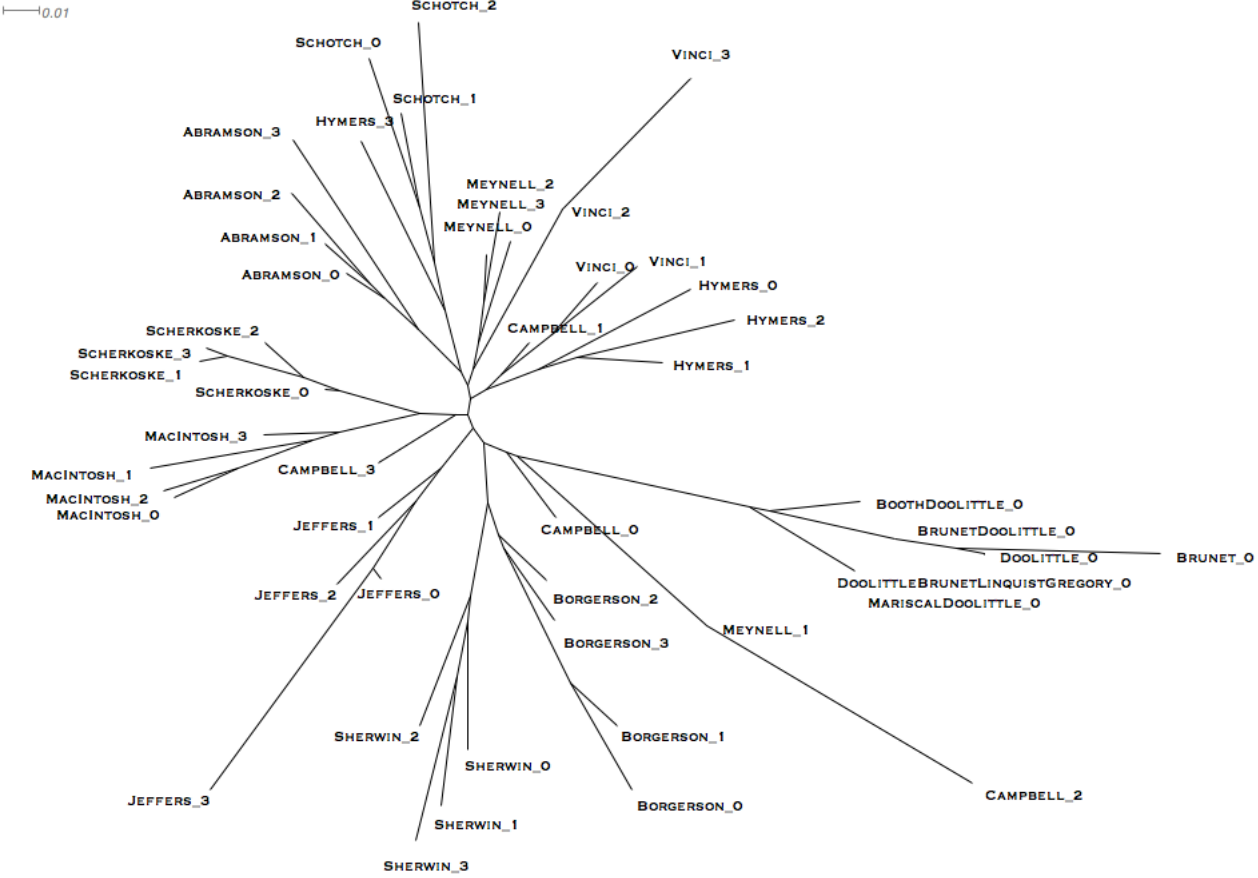 0.01
SCHOTCH_2
SCHOTCH_0
VINCI_3
SCHOTCH_1
HYMERS_3
ABRAMSON_3
MEYNELL_2
ABRAMSON_2
MEYNELL_3
VINCI_2
MEYNELL_0
ABRAMSON_1
VINCI_1
VINCI_0
ABRAMSON_0
HYMERS_0
HYMERS_2
CAMPBELL_1
SCHERKOSKE_2
SCHERKOSKE_3
HYMERS_1
SCHERKOSKE_1
SCHERKOSKE_0
MACINTOSH_3
CAMPBELL_3
MACINTOSH_1
MACINTOSH_2
BOOTHDOOLITTLE_0
MACINTOSH_0
JEFFERS_1
CAMPBELL_0
BRUNETDOOLITTLE_0
DOOLITTLE_0
BRUNET_0
DOOLITTLEBRUNETLINQUISTGREGORY_0
JEFFERS_2
JEFFERS_0
BORGERSON_2
MARISCALDOOLITTLE_0
MEYNELL_1
BORGERSON_3
SHERWIN_2
BORGERSON_1
SHERWIN_0
CAMPBELL_2
JEFFERS_3
BORGERSON_0
SHERWIN_1
SHERWIN_3